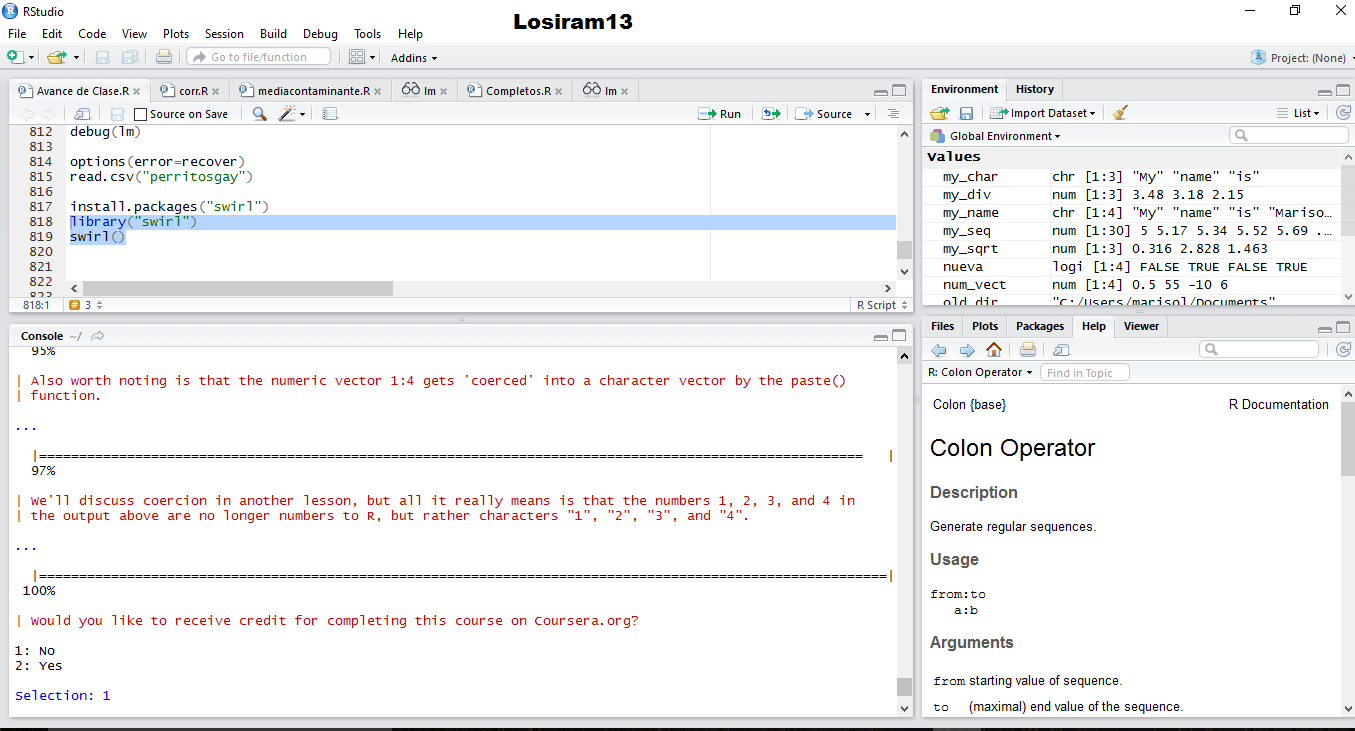 RStudio
Losiram13
File Edit Code View Plots Session Build Debug Tools Help
Go to file/function Addins Project: (None)
Avance de Clase.R corr.R mediacontaminante.R lm Completos.R lm
Source on Save Run Source
812 debug(lm)
813
814 options(error=recover)
815 read.csv("perritosgay")
816
817 install.packages("swirl")
818 library("swirl")
819 swirl()
820
821
822
823
818:1 # 3 R Script
Console ~/
95%
| Also worth noting is that the numeric vector 1:4 gets 'coerced' into a character vector by the paste()
| function.
...
|======================================================================================================= |
97%
| We'll discuss coercion in another lesson, but all it really means is that the numbers 1, 2, 3, and 4 in
| the output above are no longer numbers to R, but rather characters "1", "2", "3", and "4".
...
|==========================================================================================================|
100%
| Would you like to receive credit for completing this course on Coursera.org?
1: No
2: Yes
Selection: 1
Environment History
Import Dataset List
Global Environment
Values
my_char chr [1:3] "My" "name" "is"
my_div num [1:3] 3.48 3.18 2.15
my_name chr [1:4] "My" "name" "is" "Mariso...
my_seq num [1:30] 5 5.17 5.34 5.52 5.69 ...
my_sqrt num [1:3] 0.316 2.828 1.463
nueva logi [1:4] FALSE TRUE FALSE TRUE
num_vect num [1:4] 0.5 55 -10 6
old_dir "C:/Users/marisol/Documents"
Files Plots Packages Help Viewer
R: Colon Operator Find in Topic
Colon {base} R Documentation
Colon Operator
Description
Generate regular sequences.
Usage
from:to
a:b
Arguments
from starting value of sequence.
to (maximal) end value of the sequence.